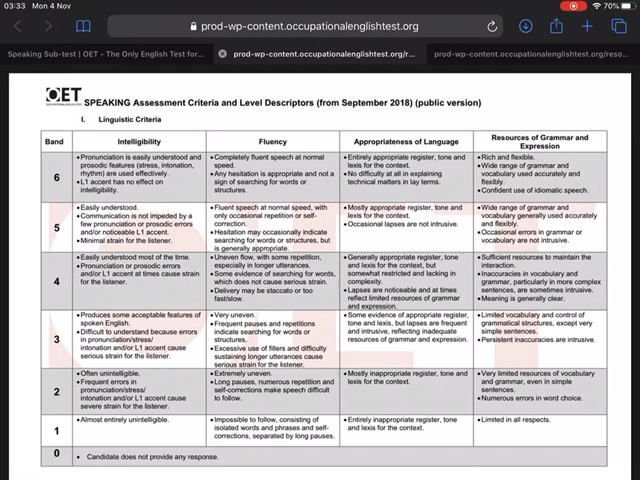 03:33 Mon 4 Nov
70%
prod-wp-content.occupationalenglishtest.org
Speaking Sub-test | OET - The Only English Test for...
prod-wp-content.occupationalenglishtest.org/r...
prod-wp-content.occupationalenglishtest.org/reso...
OET
SPEAKING Assessment Criteria and Level Descriptors (from September 2018) (public version)
I. Linguistic Criteria
Band
Intelligibility
Fluency
Appropriateness of Language
Resources of Grammar and
Expression
6
• Pronunciation is easily understood and
prosodic features (stress, intonation,
rhythm) are used effectively.
• L1 accent has no effect on
intelligibility.
• Completely fluent speech at normal
speed.
• Any hesitation is appropriate and not a
sign of searching for words or
structures.
• Entirely appropriate register, tone and
lexis for the context.
• No difficulty at all in explaining
technical matters in lay terms.
• Rich and flexible.
• Wide range of grammar and
vocabulary used accurately and
flexibly.
• Confident use of idiomatic speech.
5
• Easily understood.
• Communication is not impeded by a
few pronunciation or prosodic errors
and/or noticeable L1 accent.
• Minimal strain for the listener.
• Fluent speech at normal speed, with
only occasional repetition or self-
correction.
• Hesitation may occasionally indicate
searching for words or structures, but
is generally appropriate.
• Mostly appropriate register, tone and
lexis for the context.
• Occasional lapses are not intrusive.
• Wide range of grammar and
vocabulary generally used accurately
and flexibly.
• Occasional errors in grammar or
vocabulary are not intrusive.
4
• Easily understood most of the time.
• Pronunciation or prosodic errors
and/or L1 accent at times cause strain
for the listener.
• Uneven flow, with some repetition,
especially in longer utterances.
• Some evidence of searching for words,
which does not cause serious strain.
• Delivery may be staccato or too
fast/slow.
• Generally appropriate register, tone
and lexis for the context, but
somewhat restricted and lacking in
complexity.
• Lapses are noticeable and at times
reflect limited resources of grammar
and expression.
• Sufficient resources to maintain the
interaction.
• Inaccuracies in vocabulary and
grammar, particularly in more complex
sentences, are sometimes intrusive.
• Meaning is generally clear.
3
• Produces some acceptable features of
spoken English.
• Difficult to understand because errors
in pronunciation/stress/
intonation and/or L1 accent cause
serious strain for the listener.
• Very uneven.
• Frequent pauses and repetitions
indicate searching for words or
structures.
• Excessive use of fillers and difficulty
sustaining longer utterances cause
serious strain for the listener.
• Some evidence of appropriate register,
tone and lexis, but lapses are frequent
and intrusive, reflecting inadequate
resources of grammar and expression.
• Limited vocabulary and control of
grammatical structures, except very
simple sentences.
• Persistent inaccuracies are intrusive.
2
• Often unintelligible.
• Frequent errors in
pronunciation/stress/
intonation and/or L1 accent cause
severe strain for the listener.
• Extremely uneven.
• Long pauses, numerous repetition and
self-corrections make speech difficult
to follow.
• Mostly inappropriate register, tone and
lexis for the context.
• Very limited resources of vocabulary
and grammar, even in simple
sentences.
• Numerous errors in word choice.
1
• Almost entirely unintelligible.
• Impossible to follow, consisting of
isolated words and phrases and self-
corrections, separated by long pauses.
• Entirely inappropriate register, tone
and lexis for the context.
• Limited in all respects.
0
• Candidate does not provide any response.